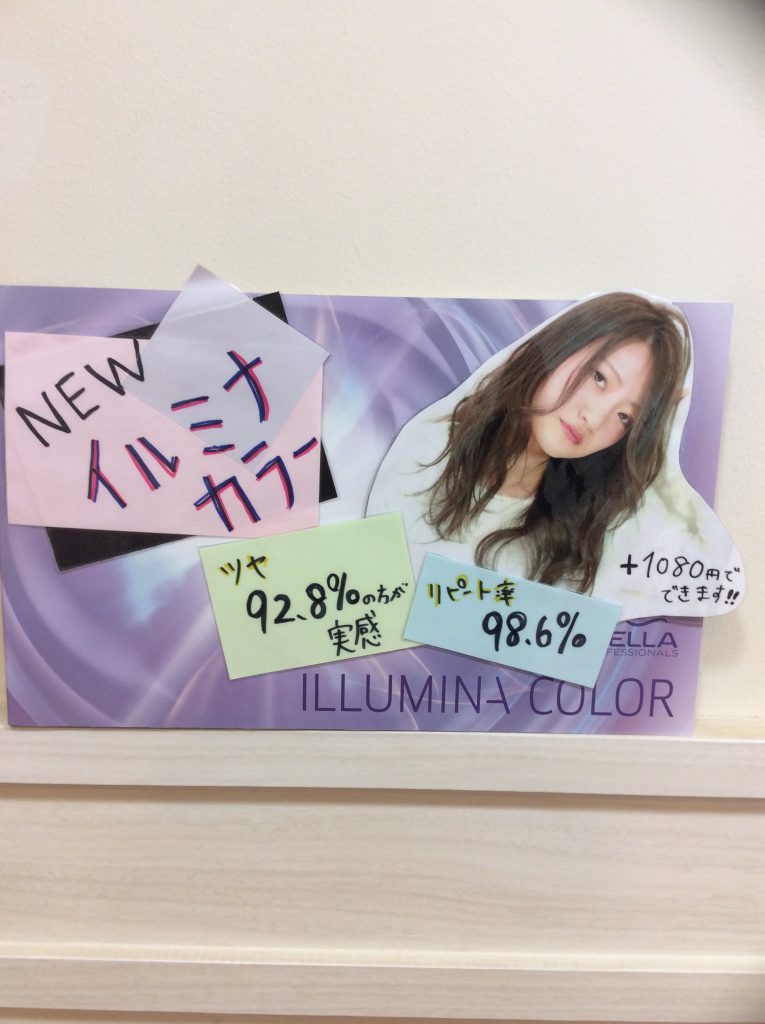 NEW
イルミナ
カラー
ツヤ
92.8%の方が
実感
リピート率
98.6%
+1080円で
できます!!
ELLA
FESSIONALS
ILLUMINA COLOR